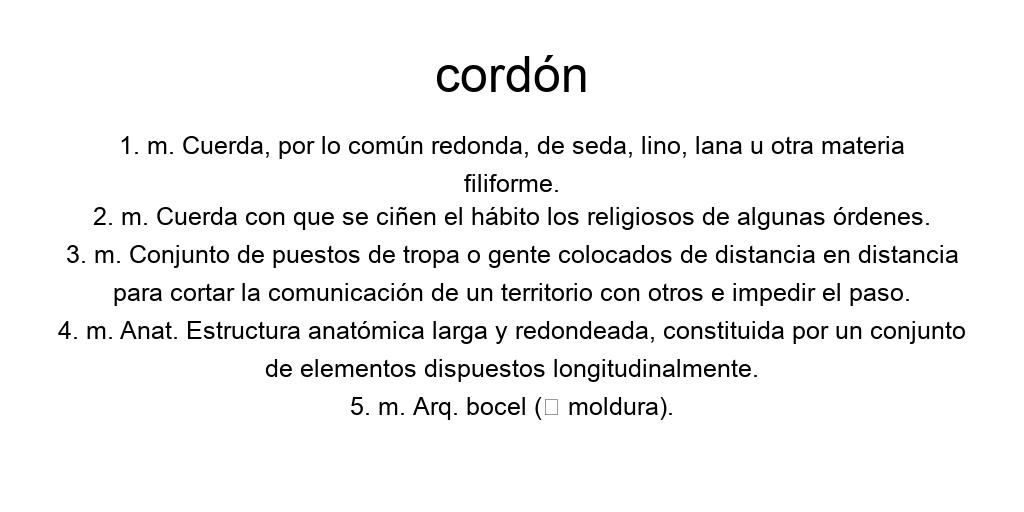 cordón
1. m. Cuerda, por lo común redonda, de seda, lino, lana u otra materia
filiforme.
2. m. Cuerda con que se ciñen el hábito los religiosos de algunas órdenes.
3. m. Conjunto de puestos de tropa o gente colocados de distancia en distancia
para cortar la comunicación de un territorio con otros e impedir el paso.
4. m. Anat. Estructura anatómica larga y redondeada, constituida por un conjunto
de elementos dispuestos longitudinalmente.
5. m. Arq. bocel (□ moldura).